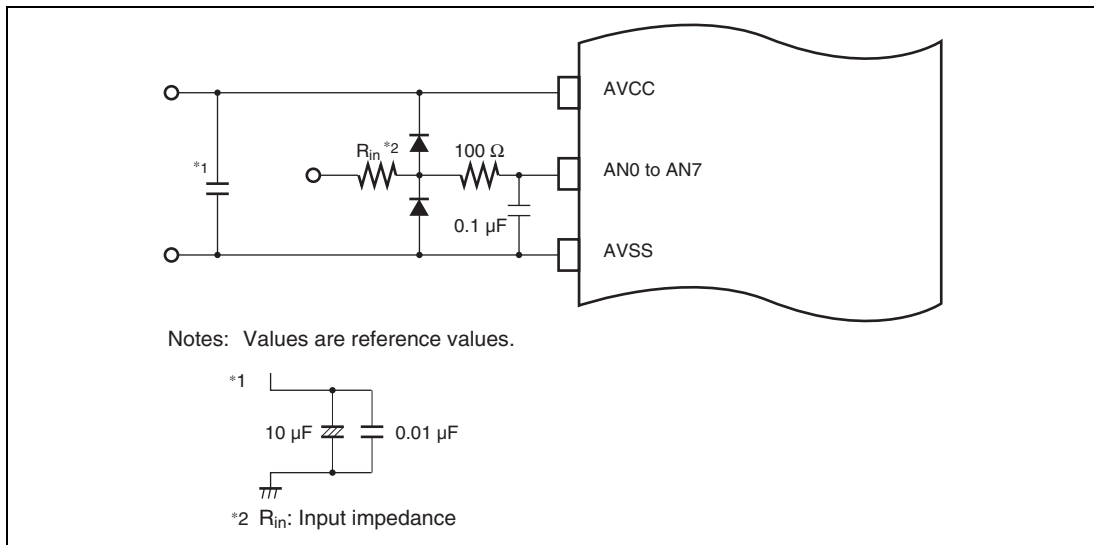 AVCC
*1
Rin *2
100 Ω
AN0 to AN7
0.1 µF
AVSS
Notes: Values are reference values.
*1
10 µF
0.01 µF
*2 Rin: Input impedance